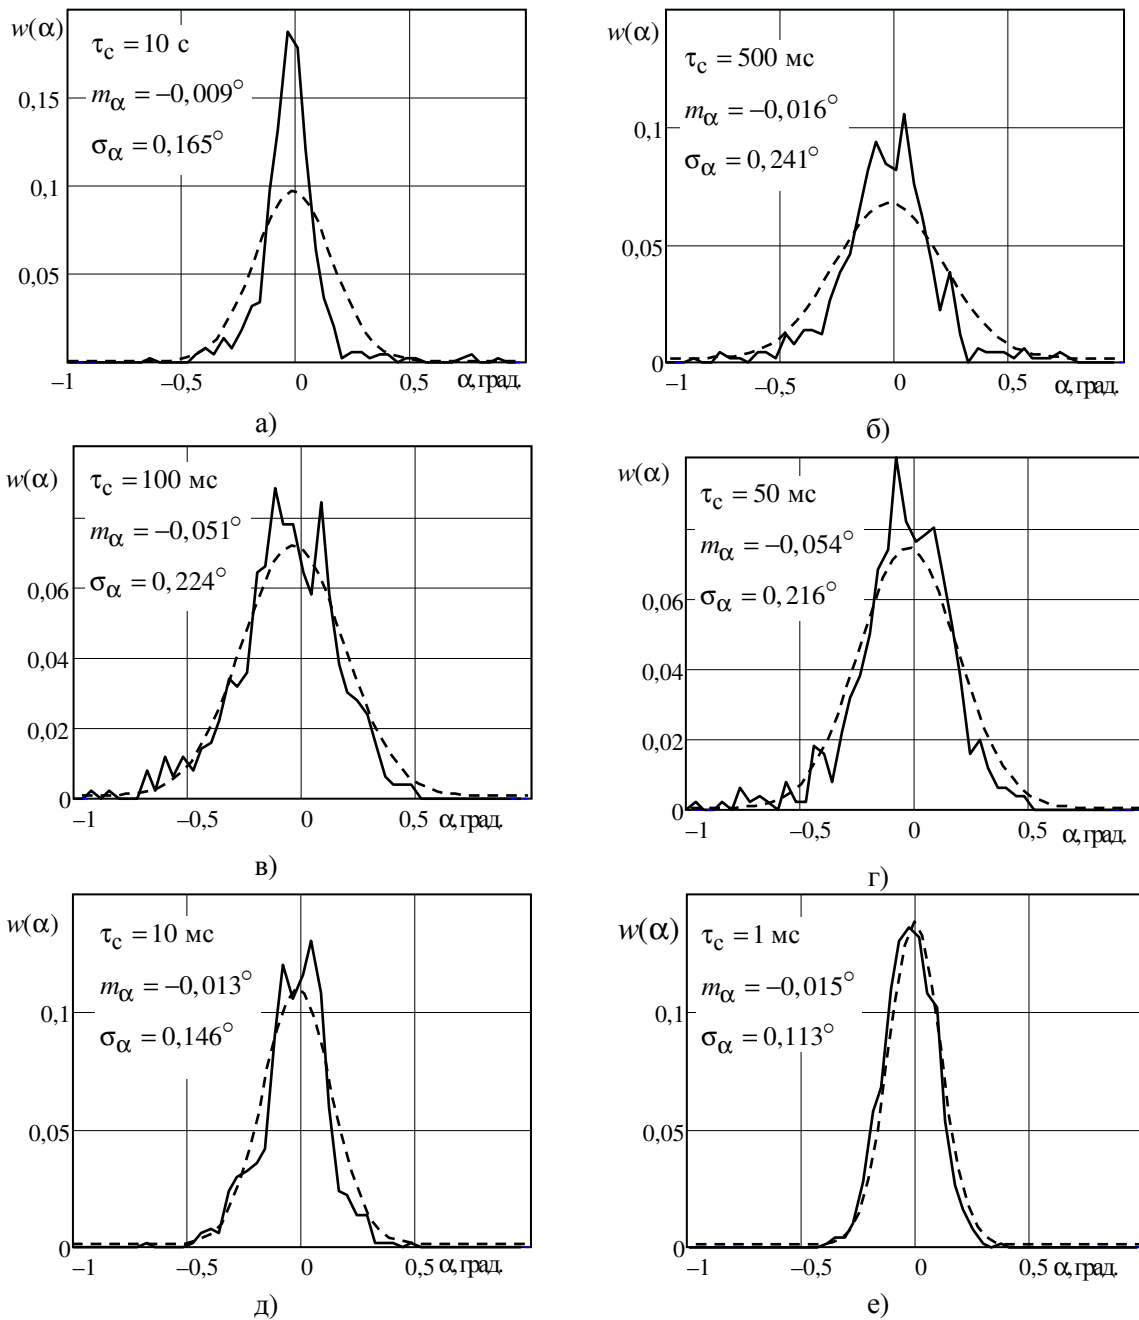 w(α)
τc = 10 с
mα = −0,009°
σα = 0,165°
0,15
0,1
0,05
0
−1
−0,5
0
0,5
α, град.
а)
w(α)
τc = 500 мс
mα = −0,016°
σα = 0,241°
0,1
0,05
0
−1
−0,5
0
0,5
α, град.
б)
w(α)
τc = 100 мс
mα = −0,051°
σα = 0,224°
0,06
0,04
0,02
0
−1
−0,5
0
0,5
α, град.
в)
w(α)
τc = 50 мс
mα = −0,054°
σα = 0,216°
0,06
0,04
0,02
0
−1
−0,5
0
0,5
α, град.
г)
w(α)
τc = 10 мс
mα = −0,013°
σα = 0,146°
0,1
0,05
0
−1
−0,5
0
0,5
α, град.
д)
w(α)
τc = 1 мс
mα = −0,015°
σα = 0,113°
0,1
0,05
0
−1
−0,5
0
0,5
α, град.
е)